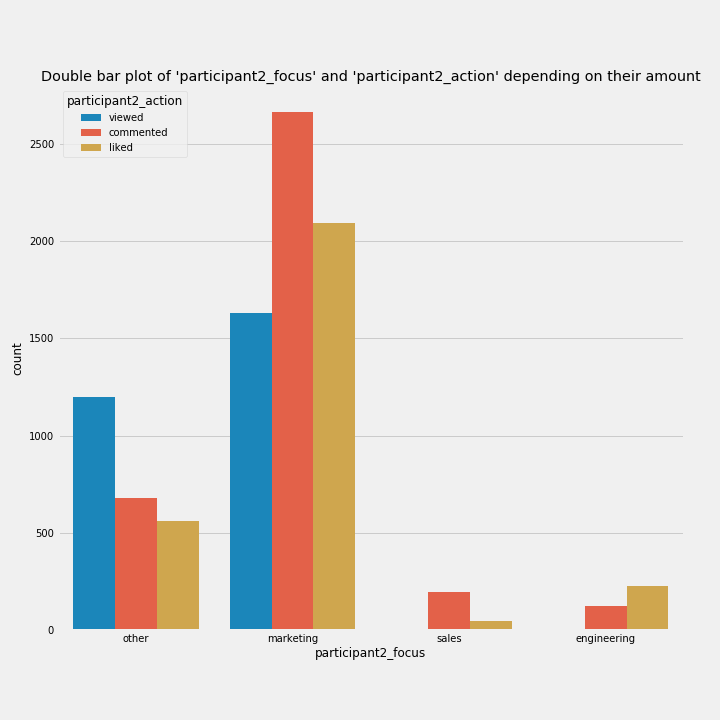 Double bar plot of 'participant2_focus' and 'participant2_action' depending on their amount
participant2_action
viewed
commented
liked
2500
2000
1500
1000
500
0
count
other marketing sales engineering
participant2_focus